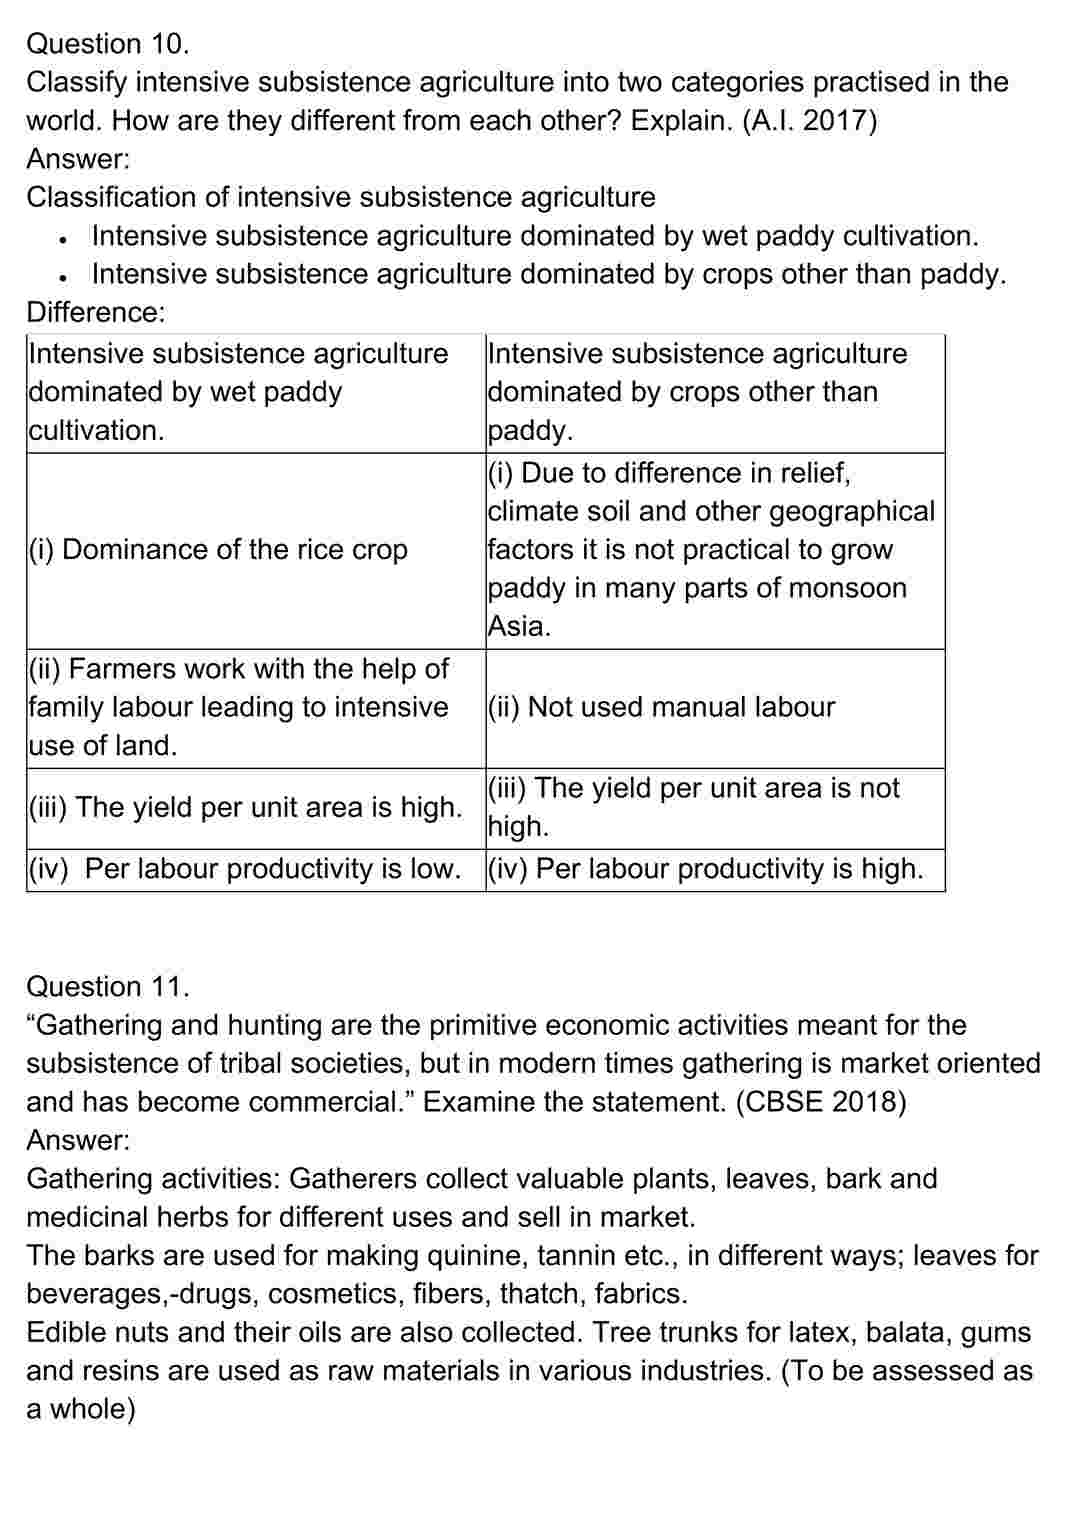 Question 10.
Classify intensive subsistence agriculture into two categories practised in the
world. How are they different from each other? Explain. (A.I. 2017)
Answer:
Classification of intensive subsistence agriculture
• Intensive subsistence agriculture dominated by wet paddy cultivation.
• Intensive subsistence agriculture dominated by crops other than paddy.
Difference:
Intensive subsistence agriculture
dominated by wet paddy
cultivation.
Intensive subsistence agriculture
dominated by crops other than
paddy.
(i) Dominance of the rice crop
(i) Due to difference in relief,
climate soil and other geographical
factors it is not practical to grow
paddy in many parts of monsoon
Asia.
(ii) Farmers work with the help of
family labour leading to intensive
use of land.
(ii) Not used manual labour
(iii) The yield per unit area is high.
(iii) The yield per unit area is not
high.
(iv) Per labour productivity is low.
(iv) Per labour productivity is high.
Question 11.
“Gathering and hunting are the primitive economic activities meant for the
subsistence of tribal societies, but in modern times gathering is market oriented
and has become commercial.” Examine the statement. (CBSE 2018)
Answer:
Gathering activities: Gatherers collect valuable plants, leaves, bark and
medicinal herbs for different uses and sell in market.
The barks are used for making quinine, tannin etc., in different ways; leaves for
beverages,-drugs, cosmetics, fibers, thatch, fabrics.
Edible nuts and their oils are also collected. Tree trunks for latex, balata, gums
and resins are used as raw materials in various industries. (To be assessed as
a whole)